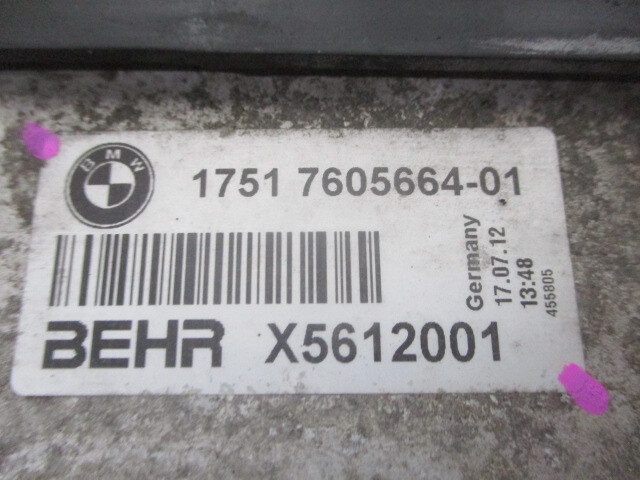 BMW
1751 7605664-01
BEHR X5612001
Germany
17.07.12
13:48
455805